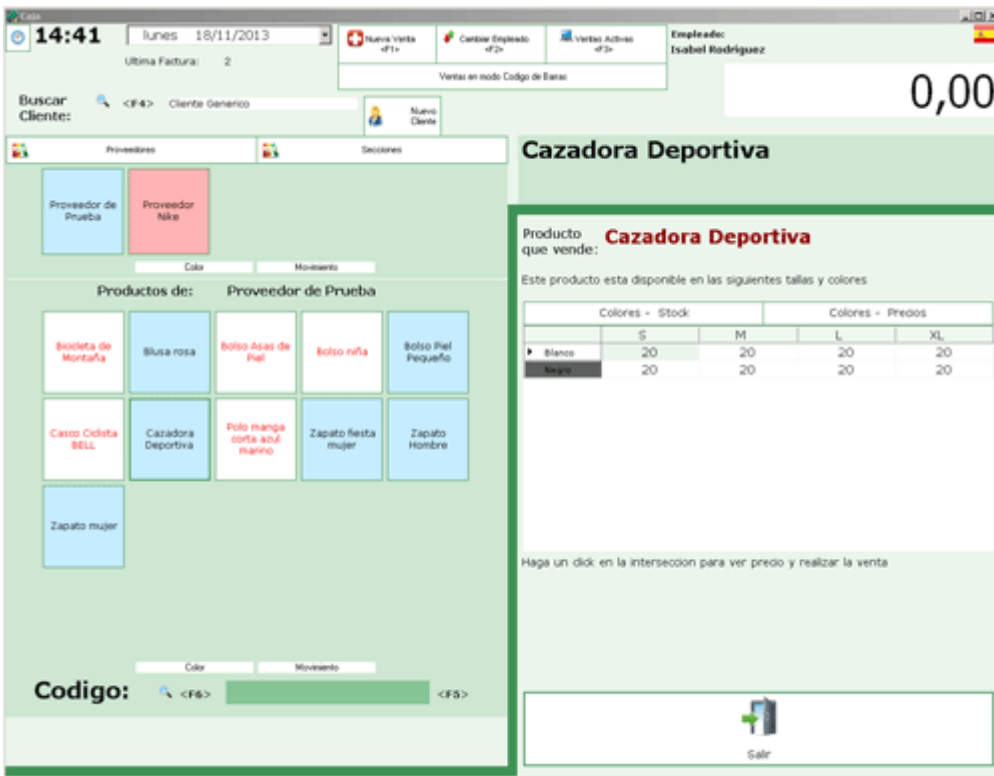 Caja
14:41
lunes 18/11/2013
Ultima Factura: 2
Nueva Venta
<F1>
Cambiar Empleado
<F2>
Ventas Activas
<F3>
Ventas en modo Codigo de Barras
Empleado:
Isabel Rodriguez
0,00
Buscar
Cliente:
<F4> Cliente Generico
Nuevo
Cliente
Proveedores
Secciones
Proveedor de
Prueba
Proveedor
Nike
Color
Movimiento
Productos de: Proveedor de Prueba
Bicicleta de
Montaña
Blusa rosa
Bolso Asas de
Piel
Bolso niña
Bolso Piel
Pequeño
Casco Ciclista
BELL
Cazadora
Deportiva
Polo manga
corta azul
marino
Zapato fiesta
mujer
Zapato
Hombre
Zapato mujer
Color
Movimiento
Codigo: <F6> <F5>
Cazadora Deportiva
Producto
que vende: Cazadora Deportiva
Este producto esta disponible en las siguientes tallas y colores
Colores - Stock Colores - Precios
S M L XL
Blanco 20 20 20 20
Negro 20 20 20 20
Haga un click en la interseccion para ver precio y realizar la venta
Salir